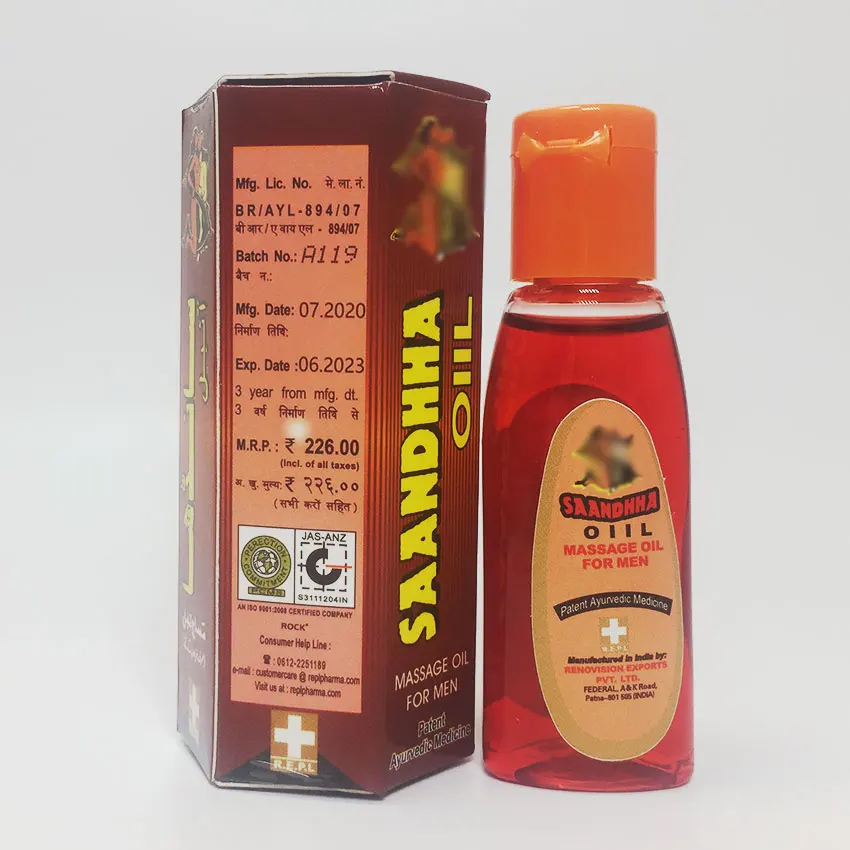 Mfg. Lic. No. मे. ला. नं.
BR/AYL-894/07
बी आर / ए वाय एल - 894/07
Batch No.: A119
बैच न.:
Mfg. Date: 07.2020
निर्माण तिथि:
Exp. Date :06.2023
3 year from mfg. dt.
3 वर्ष निर्माण तिथि से
M.R.P. : ₹ 226.00
(incl. of all taxes)
अ. खु. मुल्य: ₹ २२६.००
(सभी करों सहित)
PERECTION
COMMITMENT
JAS-ANZ
S3111204IN
AN ISO 9001:2008 CERTIFIED COMPANY
ROCK*
Consumer Help Line :
☎ : 0612-2251189
e-mail : customercare @ replpharma.com
Visit us at : replpharma.com
R.E.P.L
SAANDHHA
OIIL
MASSAGE OIL
FOR MEN
Patent
Ayurvedic Medicine
SAANDHHA
OIIL
MASSAGE OIL
FOR MEN
Patent Ayurvedic Medicine
R.E.P.L
Manufactured in India by:
RENOVISION EXPORTS
PVT. LTD.
FEDERAL, A & K Road,
Patna-801 505 (INDIA)